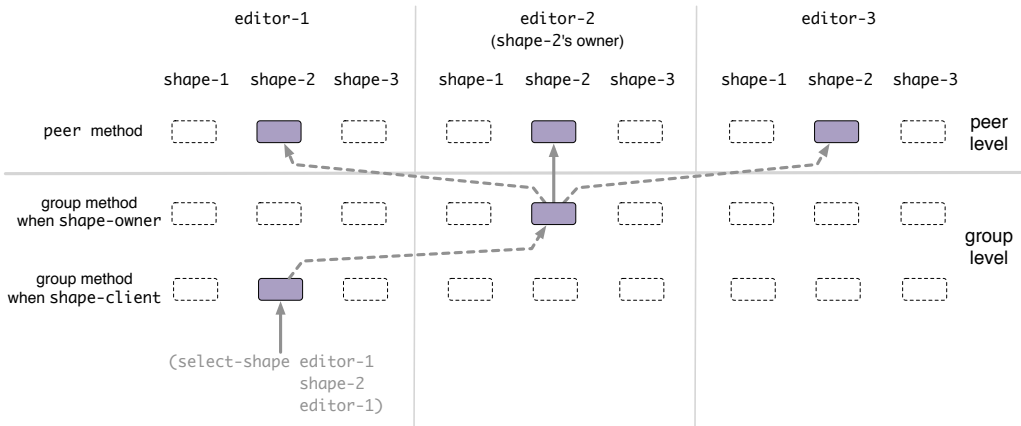 editor-1 editor-2 editor-3
(shape-2's owner)
shape-1 shape-2 shape-3 shape-1 shape-2 shape-3 shape-1 shape-2 shape-3
peer method
peer
level
group method
when shape-owner
group
level
group method
when shape-client
(select-shape editor-1
shape-2
editor-1)